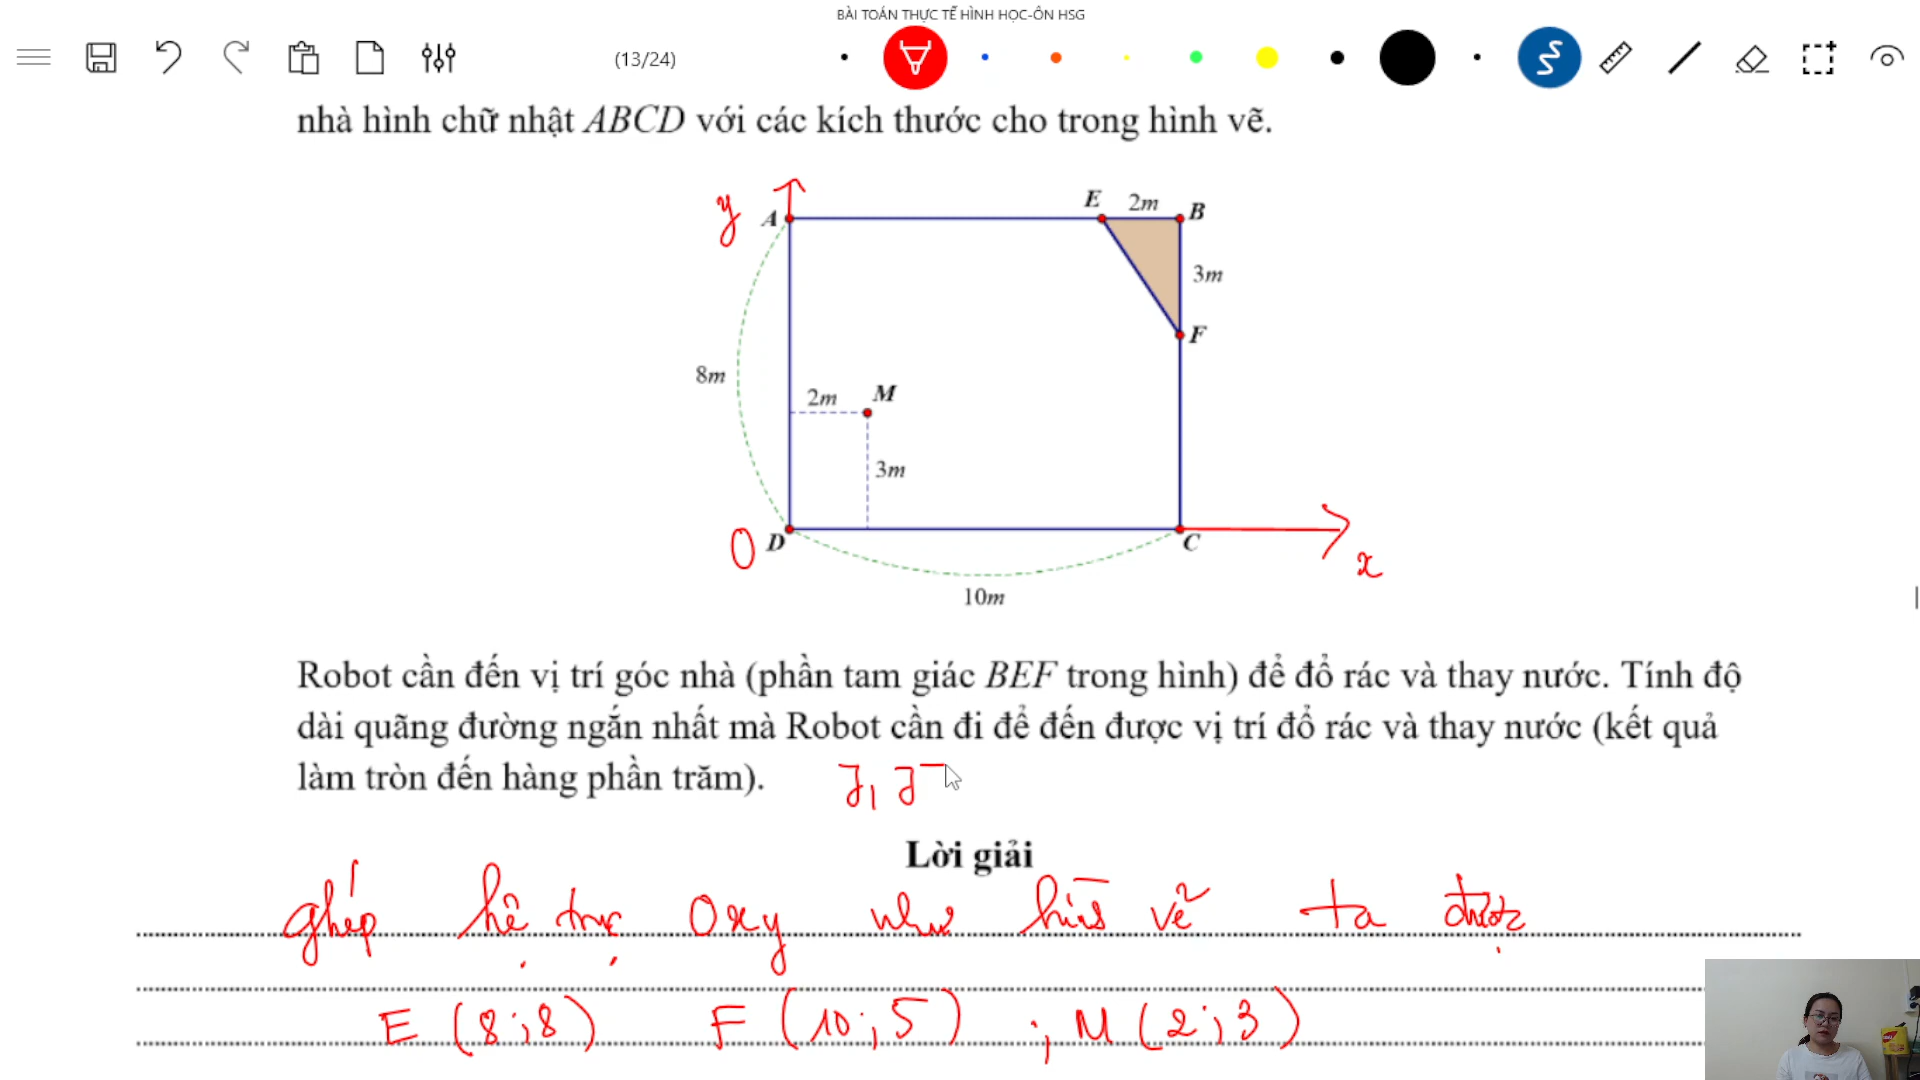 BÀI TOÁN THỰC TẾ HÌNH HỌC-ÔN HSG
(13/24)
nhà hình chữ nhật ABCD với các kích thước cho trong hình vẽ.
y A E 2m B
3m
F
8m
2m M
3m
O D C x
10m
Robot cần đến vị trí góc nhà (phần tam giác BEF trong hình) để đổ rác và thay nước. Tính độ
dài quãng đường ngắn nhất mà Robot cần đi để đến được vị trí đổ rác và thay nước (kết quả
làm tròn đến hàng phần trăm).
Lời giải
ghép hệ trục Oxy như hình vẽ ta được
E (8;8) F (10;5) ; M (2;3)